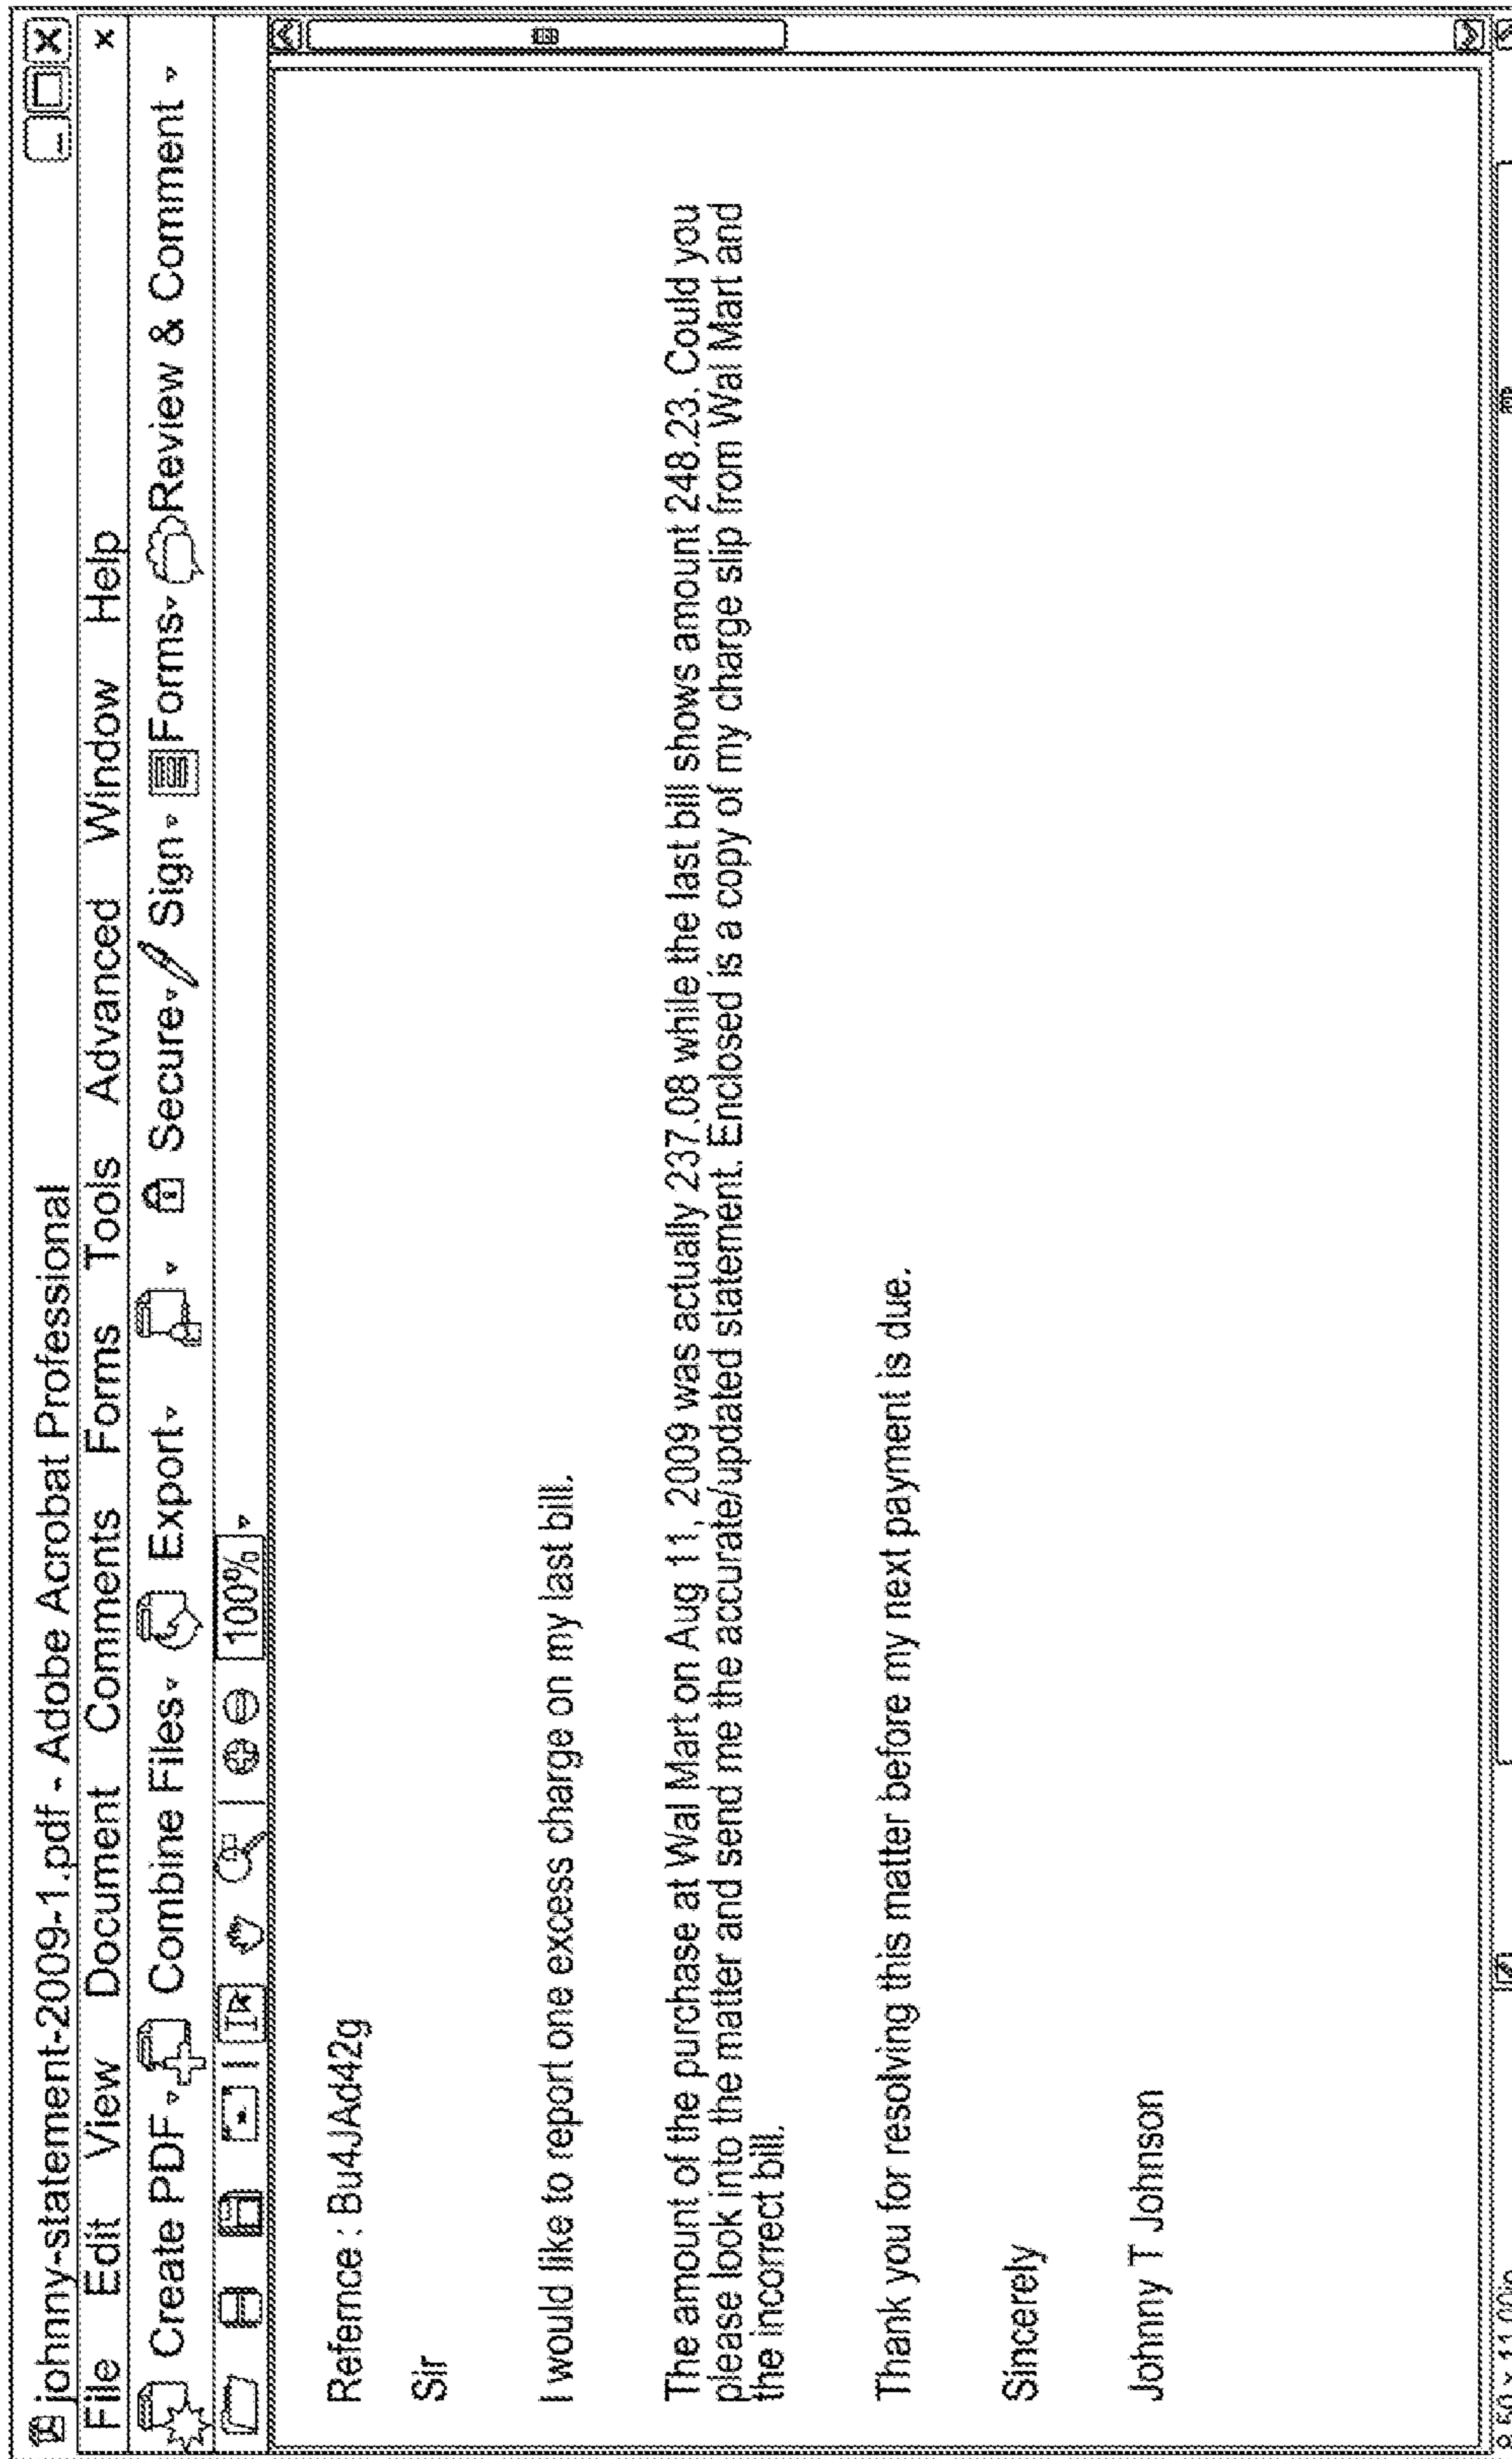 johnny-statement-2009-1.pdf - Adobe Acrobat Professional
File Edit View Document Comments Forms Tools Advanced Window Help
Create PDF Combine Files Export Secure Sign Forms Review & Comment
100%
Refernce : Bu4JAd42g
Sir
I would like to report one excess charge on my last bill.
The amount of the purchase at Wal Mart on Aug 11, 2009 was actually 237.08 while the last bill shows amount 248.23. Could you
please look into the matter and send me the accurate/updated statement. Enclosed is a copy of my charge slip from Wal Mart and
the incorrect bill.
Thank you for resolving this matter before my next payment is due.
Sincerely
Johnny T Johnson
8.50 x 11.00in